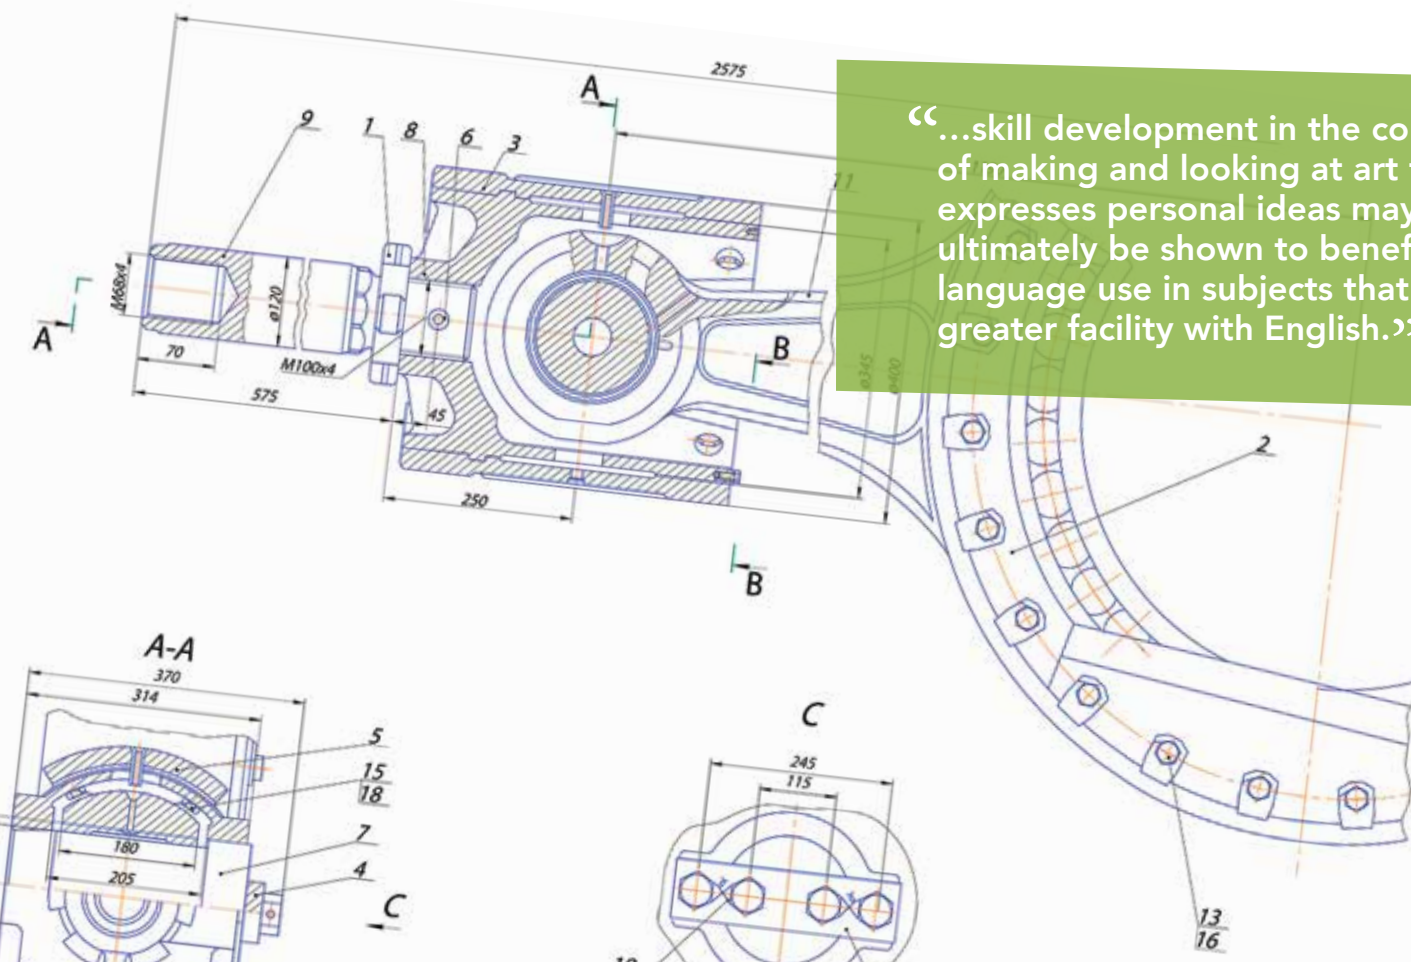 2575
A
9
1
8
6
3
11
“…skill development in the
of making and looking at art
expresses personal ideas may
ultimately be shown to
language use in subjects that
greater facility with English.”
M68x4
ø120
A
70
M100x4
575
45
B
ø345
ø400
2
250
B
A-A
370
314
5
15
18
7
4
180
205
C
C
245
115
13
16